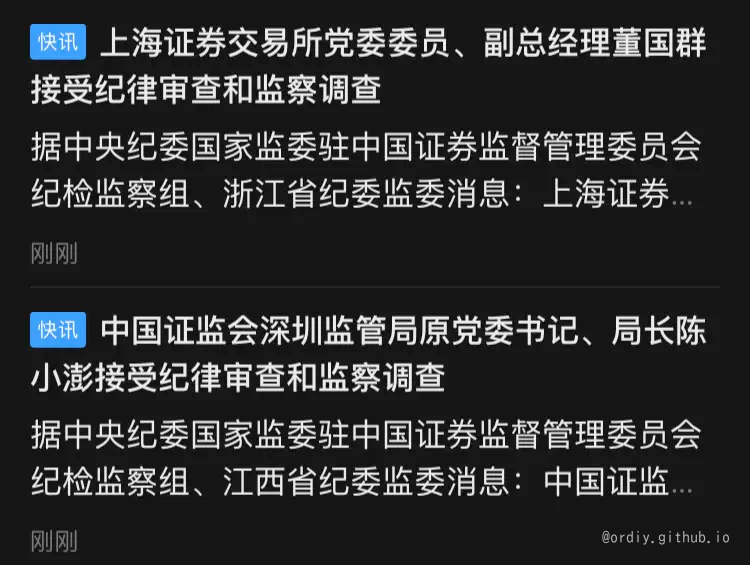 快讯 上海证券交易所党委委员、副总经理董国群
接受纪律审查和监察调查
据中央纪委国家监委驻中国证券监督管理委员会
纪检监察组、浙江省纪委监委消息：上海证券...
刚刚
快讯 中国证监会深圳监管局原党委书记、局长陈
小澎接受纪律审查和监察调查
据中央纪委国家监委驻中国证券监督管理委员会
纪检监察组、江西省纪委监委消息：中国证监...
刚刚
@ordiy.github.io